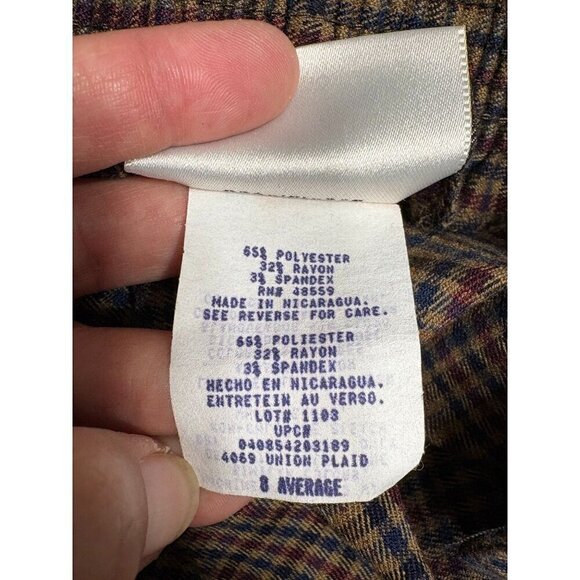 65% POLYESTER
32% RAYON
3% SPANDEX
RN# 48559
MADE IN NICARAGUA.
SEE REVERSE FOR CARE.
65% POLIESTER
32% RAYON
3% SPANDEX
HECHO EN NICARAGUA.
ENTRETEIN AU VERSO.
LOT# 1103
UPC#
040854203189
4069 UNION PLAID
8 AVERAGE